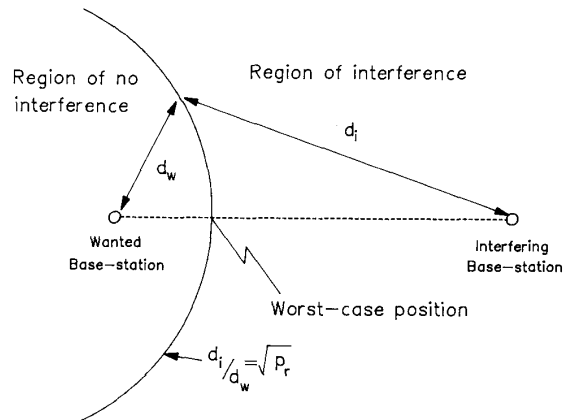 Region of no
interference
Region of interference
d_i
d_w
Wanted
Base-station
Interfering
Base-station
Worst-case position
d_i/d_w = √p_r